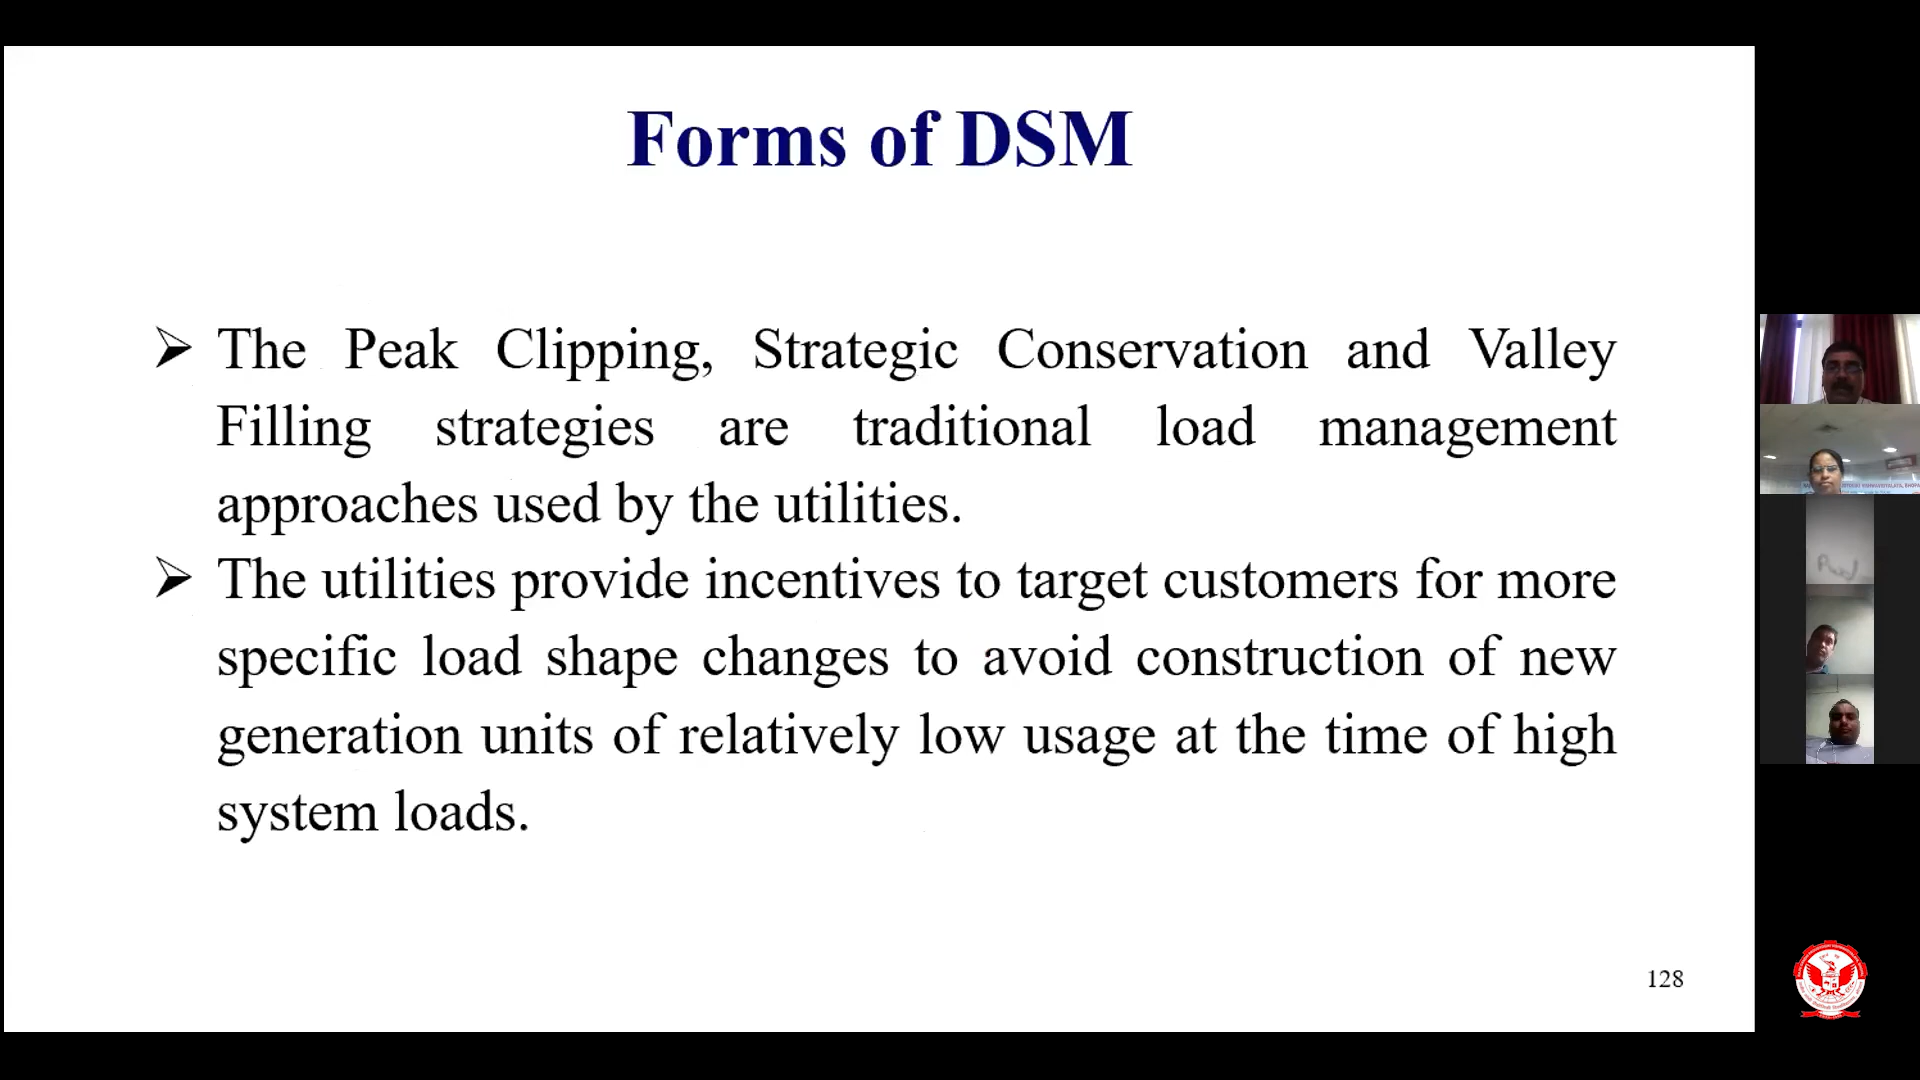 Forms of DSM
➢ The Peak Clipping, Strategic Conservation and Valley
Filling strategies are traditional load management
approaches used by the utilities.
➢ The utilities provide incentives to target customers for more
specific load shape changes to avoid construction of new
generation units of relatively low usage at the time of high
system loads.
128